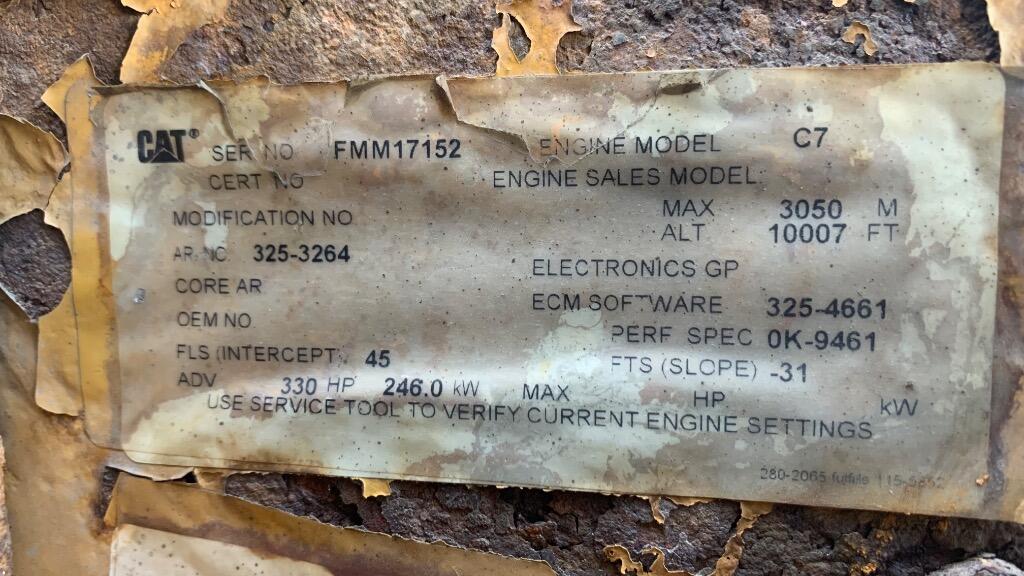 CAT® SER NO FMM17152 ENGINE MODEL C7
CERT NO ENGINE SALES MODEL
MODIFICATION NO MAX 3050 M
ALT 10007 FT
AR. NO. 325-3264
ELECTRONICS GP
CORE AR
ECM SOFTWARE 325-4661
OEM NO
PERF SPEC 0K-9461
FLS (INTERCEPT) 45 FTS (SLOPE) -31
ADV 330 HP 246.0 kW MAX HP kW
USE SERVICE TOOL TO VERIFY CURRENT ENGINE SETTINGS
280-2065